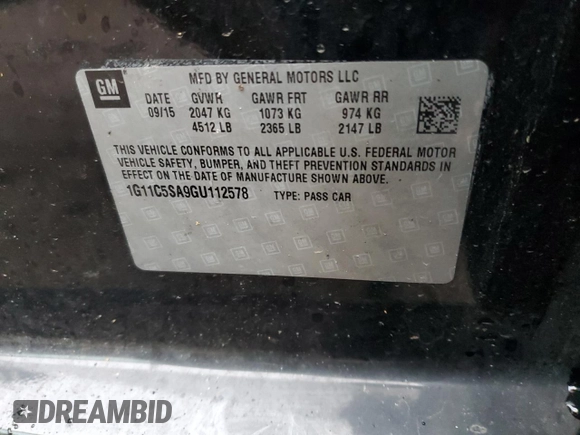 GM
MFD BY GENERAL MOTORS LLC
DATE GVWR GAWR FRT GAWR RR
09/15 2047 KG 1073 KG 974 KG
4512 LB 2365 LB 2147 LB
THIS VEHICLE CONFORMS TO ALL APPLICABLE U.S. FEDERAL MOTOR
VEHICLE SAFETY, BUMPER, AND THEFT PREVENTION STANDARDS IN
EFFECT ON THE DATE OF MANUFACTURE SHOWN ABOVE.
1G11C5SA9GU112578 TYPE: PASS CAR
DREAMBID